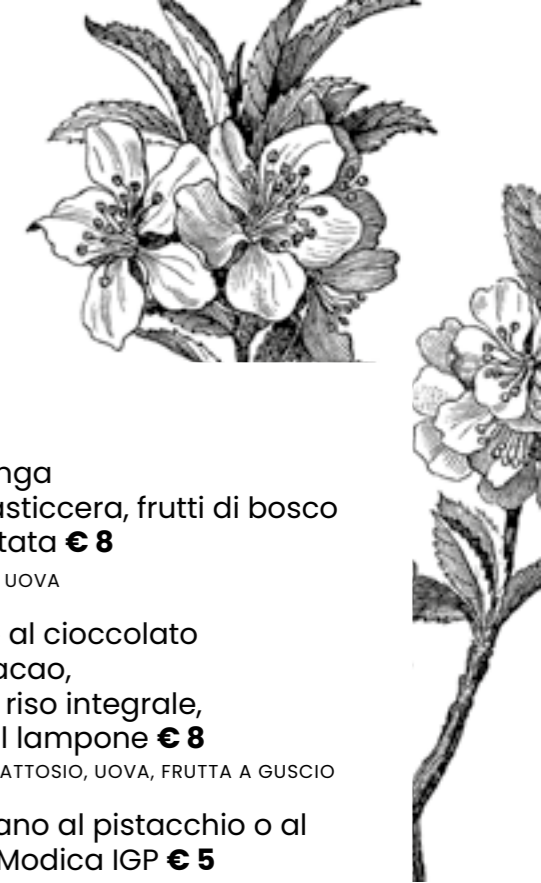 nga
asticcera, frutti di bosco
tata € 8
UOVA
al cioccolato
acao,
riso integrale,
l lampone € 8
ATTOSIO, UOVA, FRUTTA A GUSCIO
ano al pistacchio o al
Modica IGP € 5